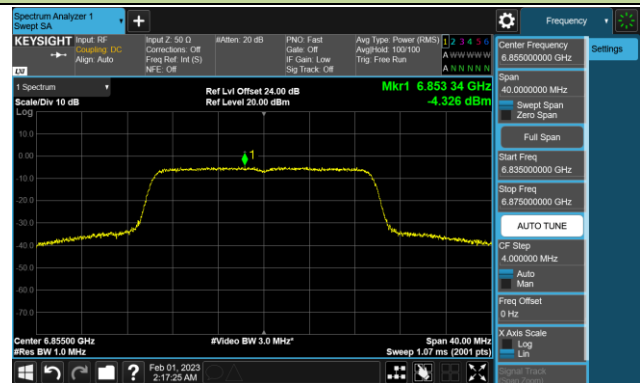 Spectrum Analyzer 1
Swept SA
Frequency
KEYSIGHT
Input: RF
Coupling: DC
Align: Auto
Input Z: 50 Ω
Corrections: Off
Freq Ref: Int (S)
NFE: Off
#Atten: 20 dB
PNO: Fast
Gate: Off
IF Gain: Low
Sig Track: Off
Avg Type: Power (RMS)
Avg|Hold: 100/100
Trig: Free Run
1 2 3 4 5 6
A W W W W W
A N N N N N
LXI
1 Spectrum
Scale/Div 10 dB
Log
Ref Lvl Offset 24.00 dB
Ref Level 20.00 dBm
Mkr1 6.853 34 GHz
-4.326 dBm
10.0
0.00
-10.0
-20.0
-30.0
-40.0
-50.0
-60.0
-70.0
1
Center 6.85500 GHz
#Res BW 1.0 MHz
#Video BW 3.0 MHz*
Span 40.00 MHz
Sweep 1.07 ms (2001 pts)
Feb 01, 2023
2:17:25 AM
Center Frequency
6.855000000 GHz
Settings
Span
40.0000000 MHz
Swept Span
Zero Span
Full Span
Start Freq
6.835000000 GHz
Stop Freq
6.875000000 GHz
AUTO TUNE
CF Step
4.000000 MHz
Auto
Man
Freq Offset
0 Hz
X Axis Scale
Log
Lin
Signal Track
(Span Zoom)